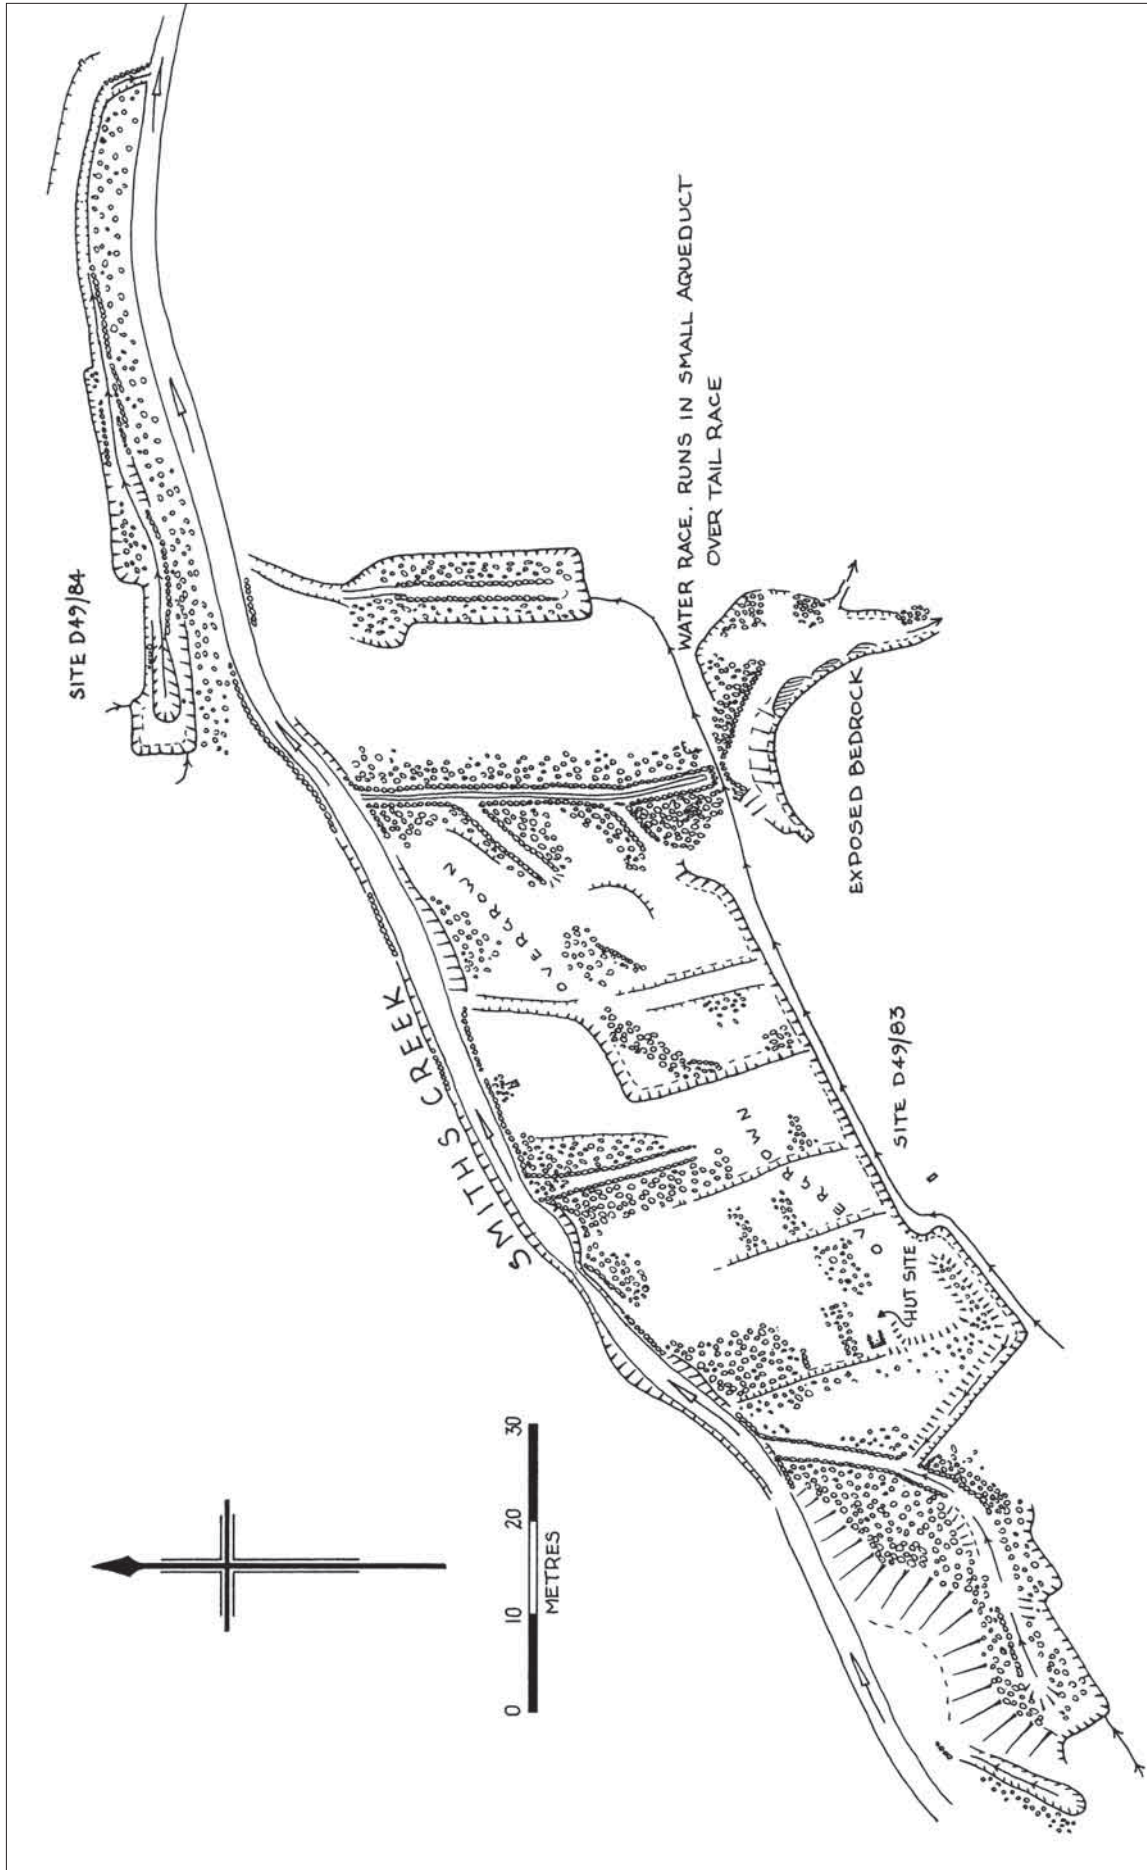 SITE D49/84
SMITHS CREEK
OVERGROWN
WATER RACE. RUNS IN SMALL AQUEDUCT
OVER TAIL RACE
EXPOSED BEDROCK
OVERGROWN
SITE D49/83
HUT SITE
0 10 20 30
METRES